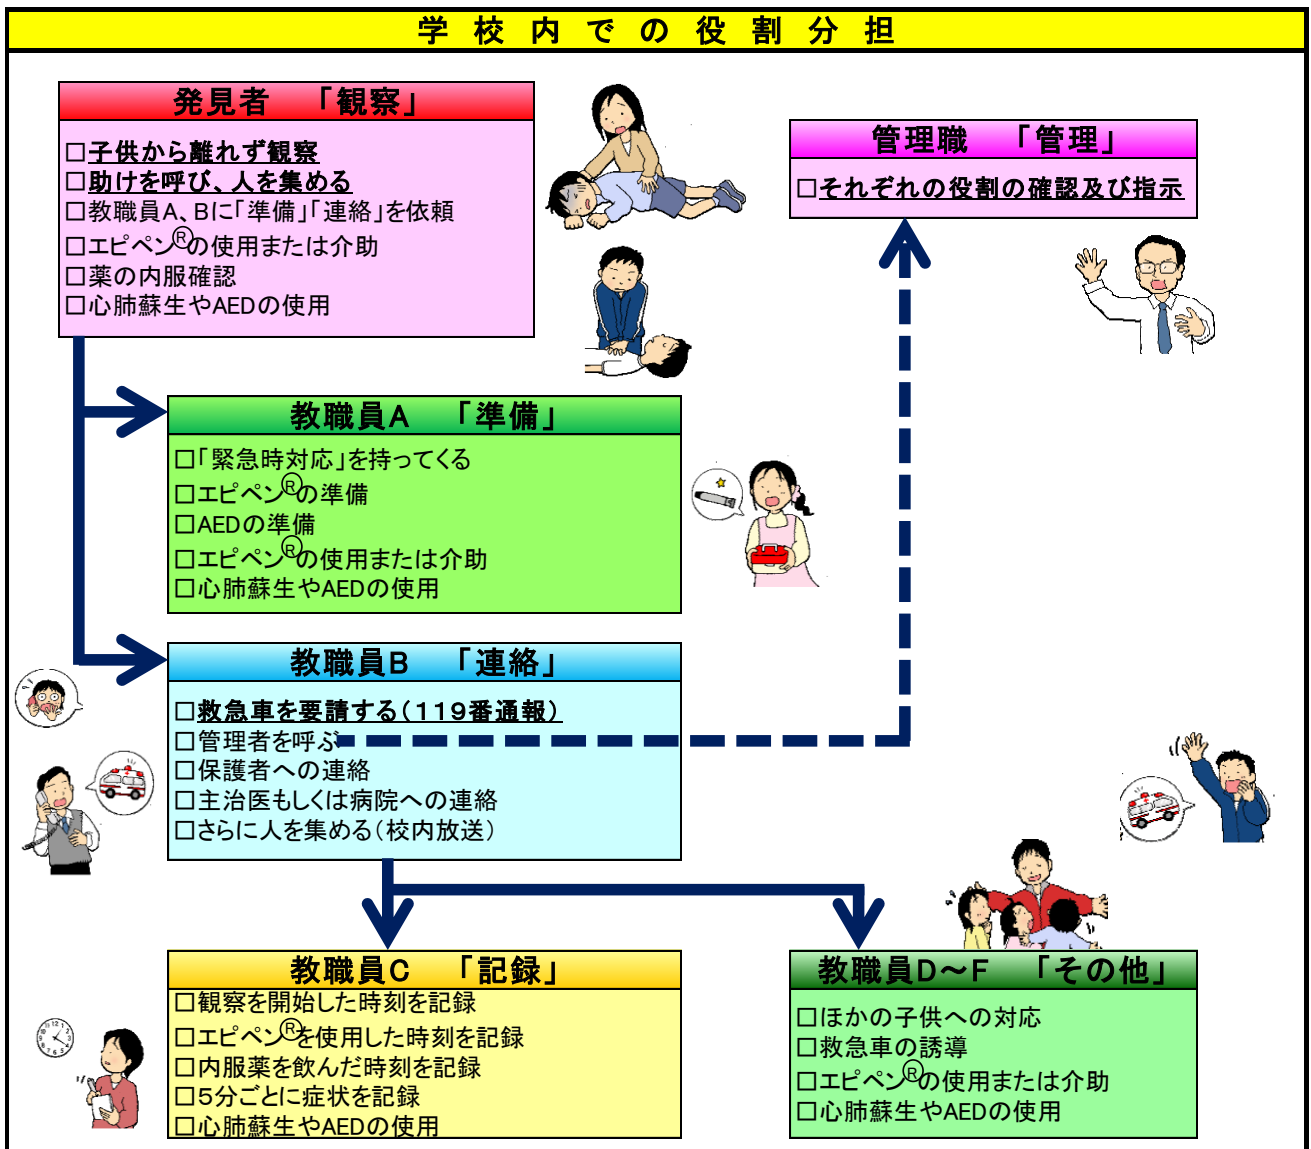 学校内での役割分担
発見者　「観察」
□子供から離れず観察
□助けを呼び、人を集める
□教職員A、Bに「準備」「連絡」を依頼
□エピペン®の使用または介助
□薬の内服確認
□心肺蘇生やAEDの使用
管理職　「管理」
□それぞれの役割の確認及び指示
教職員A　「準備」
□「緊急時対応」を持ってくる
□エピペン®の準備
□AEDの準備
□エピペン®の使用または介助
□心肺蘇生やAEDの使用
教職員B　「連絡」
□救急車を要請する（119番通報）
□管理者を呼ぶ
□保護者への連絡
□主治医もしくは病院への連絡
□さらに人を集める（校内放送）
教職員C　「記録」
□観察を開始した時刻を記録
□エピペン®を使用した時刻を記録
□内服薬を飲んだ時刻を記録
□5分ごとに症状を記録
□心肺蘇生やAEDの使用
教職員D～F　「その他」
□ほかの子供への対応
□救急車の誘導
□エピペン®の使用または介助
□心肺蘇生やAEDの使用